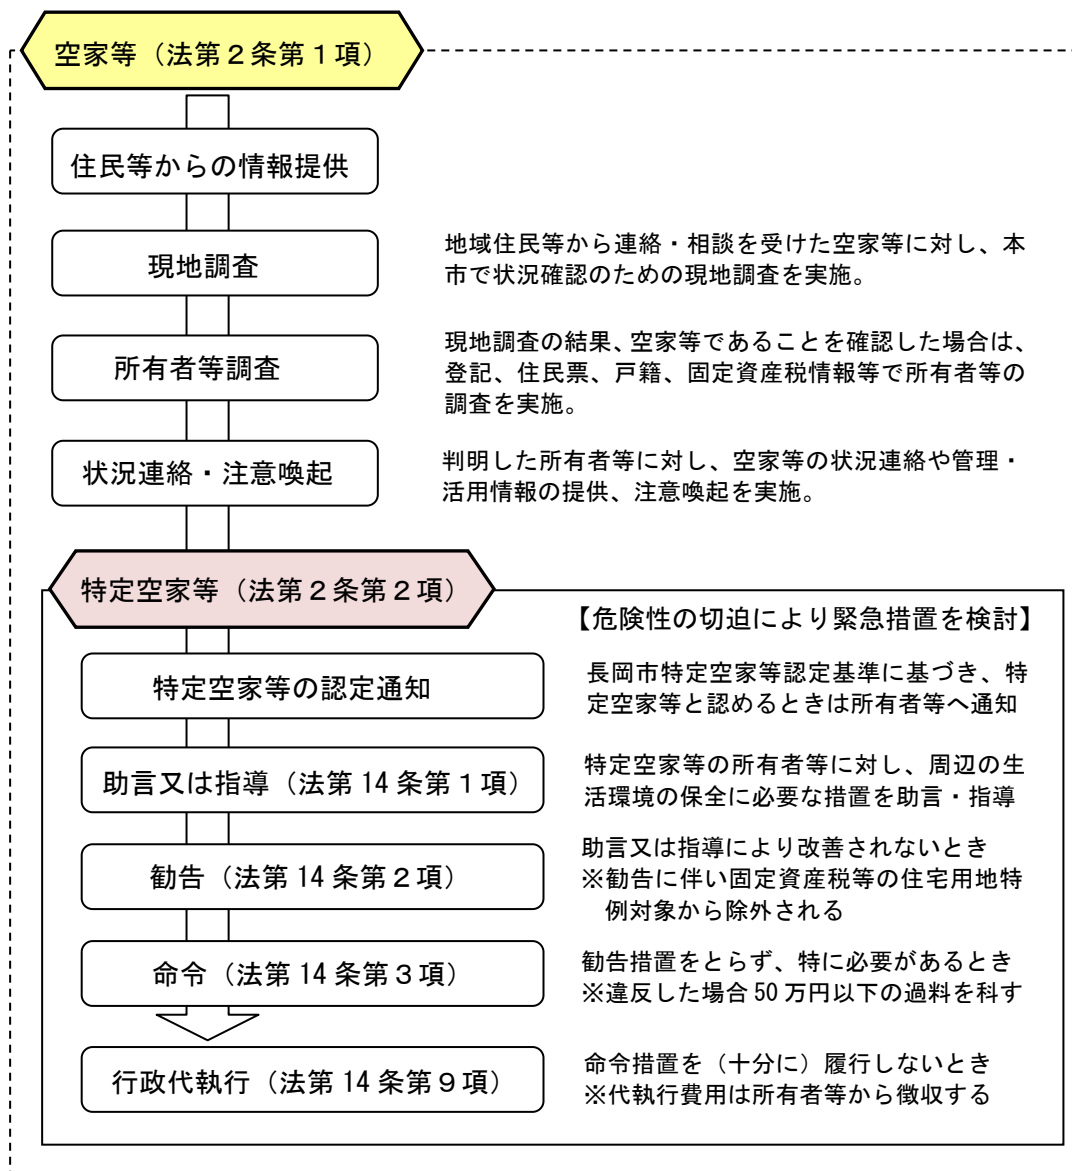 空家等（法第２条第１項）
住民等からの情報提供
現地調査
地域住民等から連絡・相談を受けた空家等に対し、本
市で状況確認のための現地調査を実施。
所有者等調査
現地調査の結果、空家等であることを確認した場合は、
登記、住民票、戸籍、固定資産税情報等で所有者等の
調査を実施。
状況連絡・注意喚起
判明した所有者等に対し、空家等の状況連絡や管理・
活用情報の提供、注意喚起を実施。
特定空家等（法第２条第２項）
【危険性の切迫により緊急措置を検討】
特定空家等の認定通知
長岡市特定空家等認定基準に基づき、特
定空家等と認めるときは所有者等へ通知
助言又は指導（法第 14 条第１項）
特定空家等の所有者等に対し、周辺の生
活環境の保全に必要な措置を助言・指導
勧告（法第 14 条第２項）
助言又は指導により改善されないとき
※勧告に伴い固定資産税等の住宅用地特
例対象から除外される
命令（法第 14 条第３項）
勧告措置をとらず、特に必要があるとき
※違反した場合 50 万円以下の過料を科す
行政代執行（法第 14 条第９項）
命令措置を（十分に）履行しないとき
※代執行費用は所有者等から徴収する